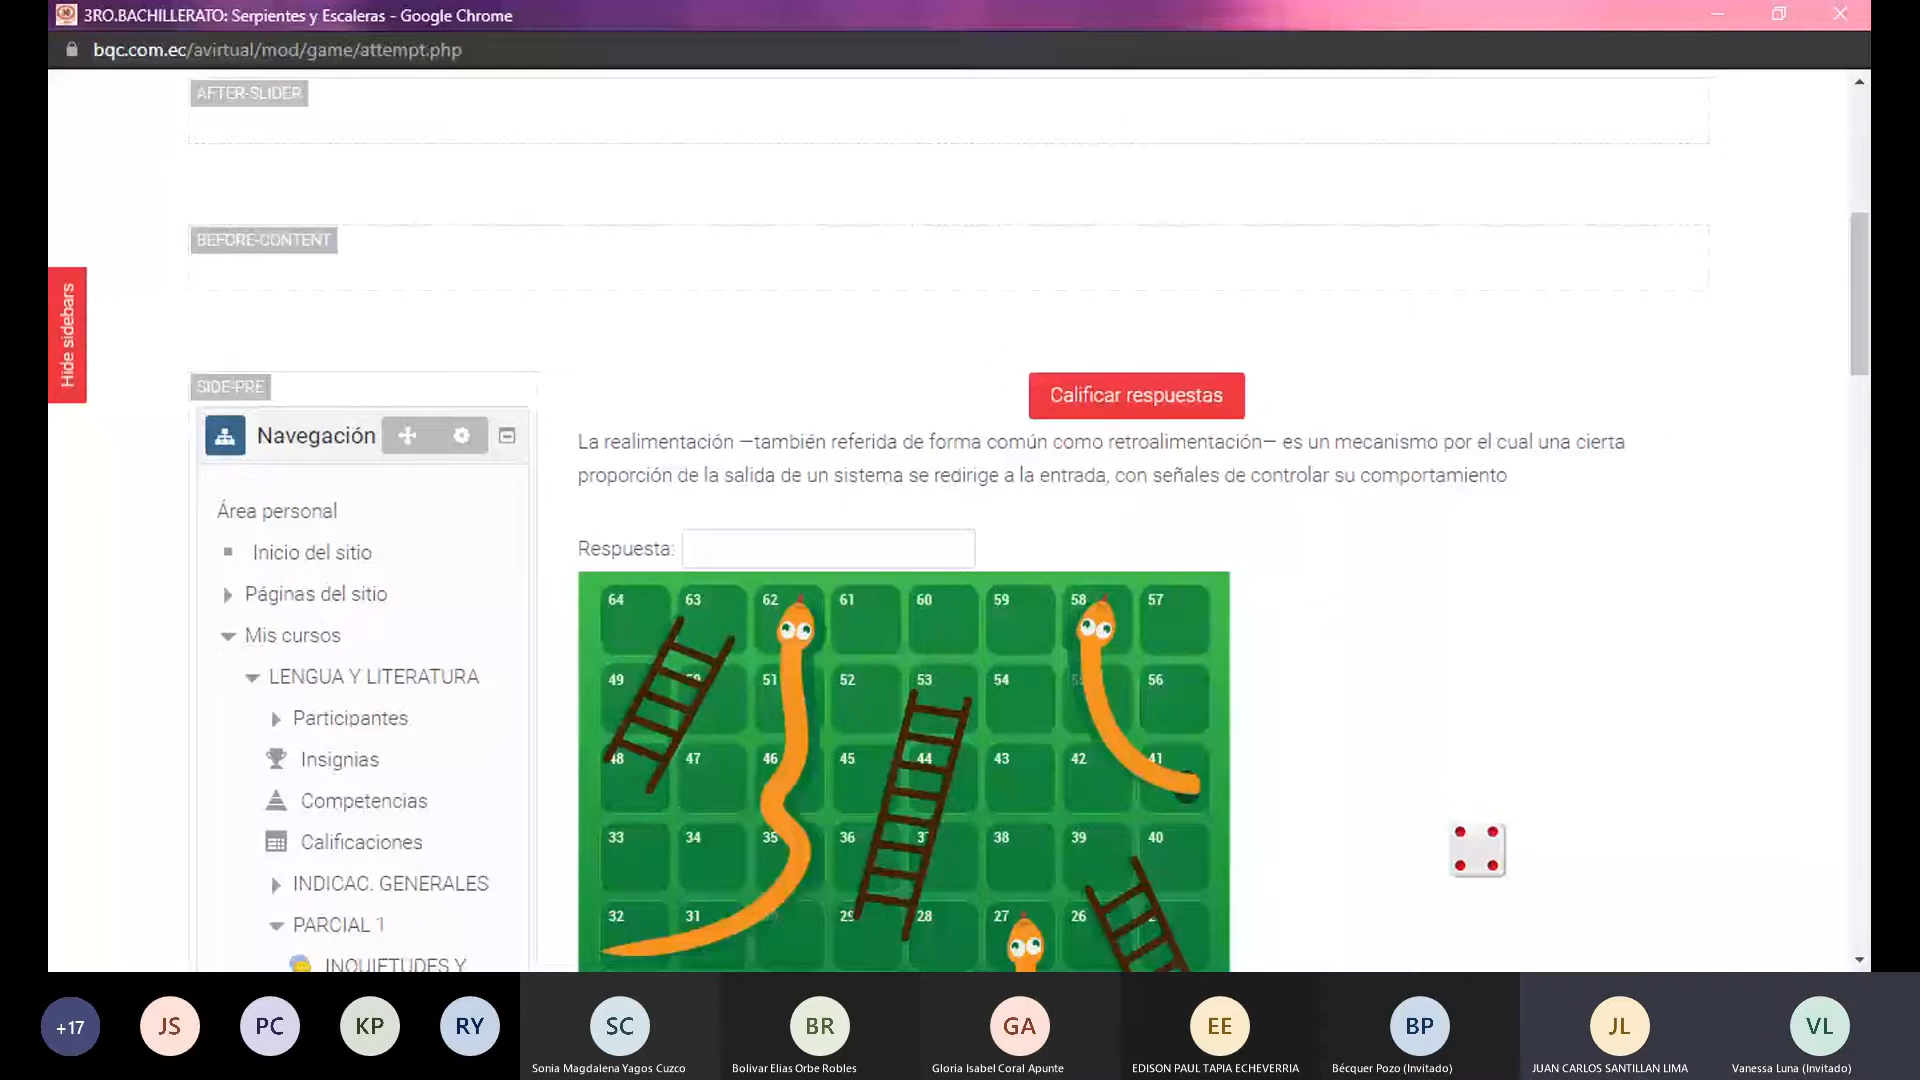 3RO.BACHILLERATO: Serpientes y Escaleras - Google Chrome
bqc.com.ec/avirtual/mod/game/attempt.php
AFTER-SLIDER
BEFORE-CONTENT
Hide sidebars
SIDE-PRE
Navegación
Área personal
Inicio del sitio
Páginas del sitio
Mis cursos
LENGUA Y LITERATURA
Participantes
Insignias
Competencias
Calificaciones
INDICAC. GENERALES
PARCIAL 1
INQUIETUDES Y
Calificar respuestas
La realimentación —también referida de forma común como retroalimentación— es un mecanismo por el cual una cierta
proporción de la salida de un sistema se redirige a la entrada, con señales de controlar su comportamiento
Respuesta:
64 63 62 61 60 59 58 57
49 50 51 52 53 54 55 56
48 47 46 45 44 43 42 41
33 34 35 36 37 38 39 40
32 31 29 28 27 26
+17 JS PC KP RY SC BR GA EE BP JL VL
Sonia Magdalena Yagos Cuzco Bolivar Elias Orbe Robles Gloria Isabel Coral Apunte EDISON PAUL TAPIA ECHEVERRIA Bécquer Pozo (Invitado) JUAN CARLOS SANTILLAN LIMA Vanessa Luna (Invitado)